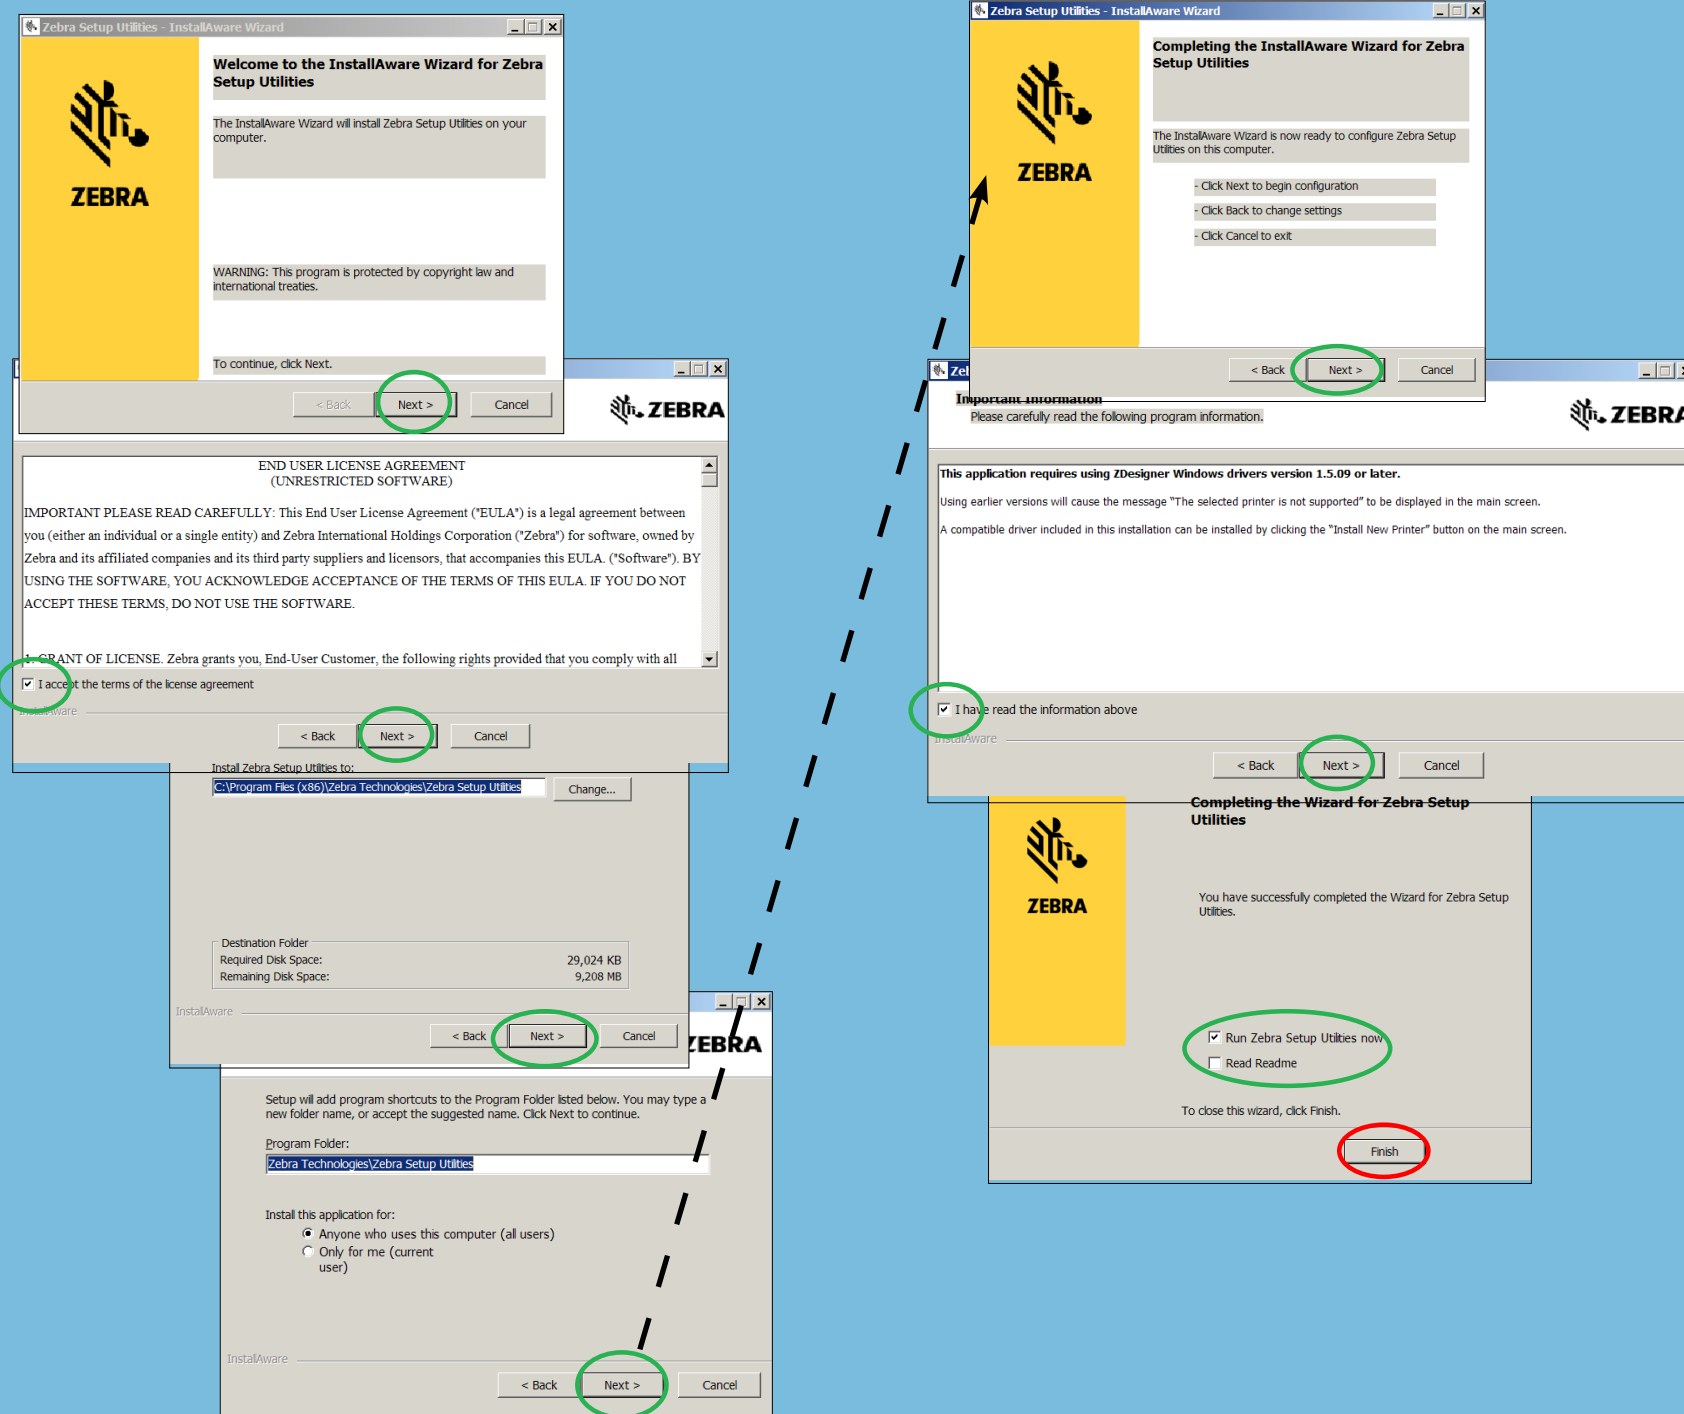 Zebra Setup Utilities - InstallAware Wizard
Welcome to the InstallAware Wizard for Zebra
Setup Utilities
The InstallAware Wizard will install Zebra Setup Utilities on your
computer.
ZEBRA
WARNING: This program is protected by copyright law and
international treaties.
To continue, click Next.
< Back
Next >
Cancel
ZEBRA
END USER LICENSE AGREEMENT
(UNRESTRICTED SOFTWARE)
IMPORTANT PLEASE READ CAREFULLY: This End User License Agreement ("EULA") is a legal agreement between
you (either an individual or a single entity) and Zebra International Holdings Corporation ("Zebra") for software, owned by
Zebra and its affiliated companies and its third party suppliers and licensors, that accompanies this EULA. ("Software"). BY
USING THE SOFTWARE, YOU ACKNOWLEDGE ACCEPTANCE OF THE TERMS OF THIS EULA. IF YOU DO NOT
ACCEPT THESE TERMS, DO NOT USE THE SOFTWARE.
1. GRANT OF LICENSE. Zebra grants you, End-User Customer, the following rights provided that you comply with all
I accept the terms of the license agreement
InstallAware
< Back
Next >
Cancel
Install Zebra Setup Utilities to:
C:\Program Files (x86)\Zebra Technologies\Zebra Setup Utilities
Change...
Destination Folder
Required Disk Space: 29,024 KB
Remaining Disk Space: 9,208 MB
InstallAware
< Back
Next >
Cancel
ZEBRA
Setup will add program shortcuts to the Program Folder listed below. You may type a
new folder name, or accept the suggested name. Click Next to continue.
Program Folder:
Zebra Technologies\Zebra Setup Utilities
Install this application for:
Anyone who uses this computer (all users)
Only for me (current
user)
InstallAware
< Back
Next >
Cancel
Zebra Setup Utilities - InstallAware Wizard
Completing the InstallAware Wizard for Zebra
Setup Utilities
The InstallAware Wizard is now ready to configure Zebra Setup
Utilities on this computer.
ZEBRA
- Click Next to begin configuration
- Click Back to change settings
- Click Cancel to exit
< Back
Next >
Cancel
Zel
Important Information
Please carefully read the following program information.
ZEBRA
This application requires using ZDesigner Windows drivers version 1.5.09 or later.
Using earlier versions will cause the message “The selected printer is not supported” to be displayed in the main screen.
A compatible driver included in this installation can be installed by clicking the “Install New Printer” button on the main screen.
I have read the information above
InstallAware
< Back
Next >
Cancel
Completing the Wizard for Zebra Setup
Utilities
ZEBRA
You have successfully completed the Wizard for Zebra Setup
Utilities.
Run Zebra Setup Utilities now
Read Readme
To close this wizard, click Finish.
Finish